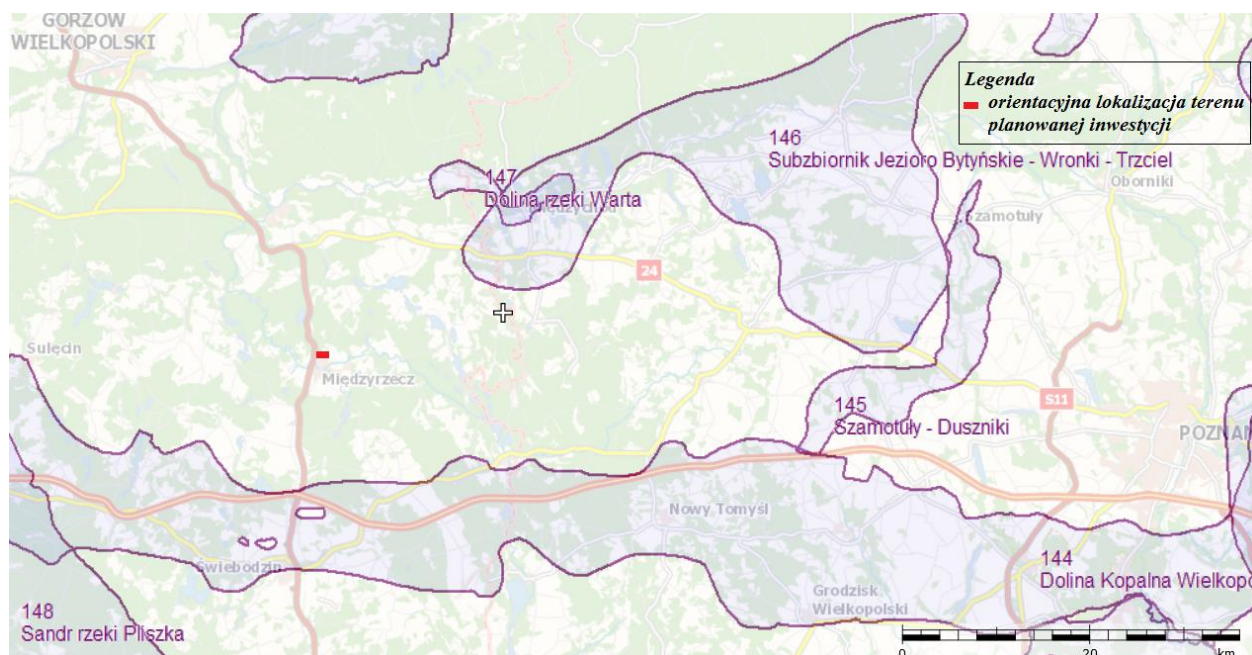 GORZÓW
WIELKOPOLSKI
Legenda
orientacyjna lokalizacja terenu
planowanej inwestycji
146
Subzbiornik Jezioro Bytyńskie - Wronki - Trzciel
147
Dolina rzeki Warta
Oborniki
Szamotuły
24
Sulęcin
Międzyrzecz
S11
145
Szamotuły - Duszniki
POZNAŃ
Nowy Tomyśl
Świebodzin
144
Dolina Kopalna Wielkopo
Grodzisk
Wielkopolski
148
Sandr rzeki Pliszka
0 20 km